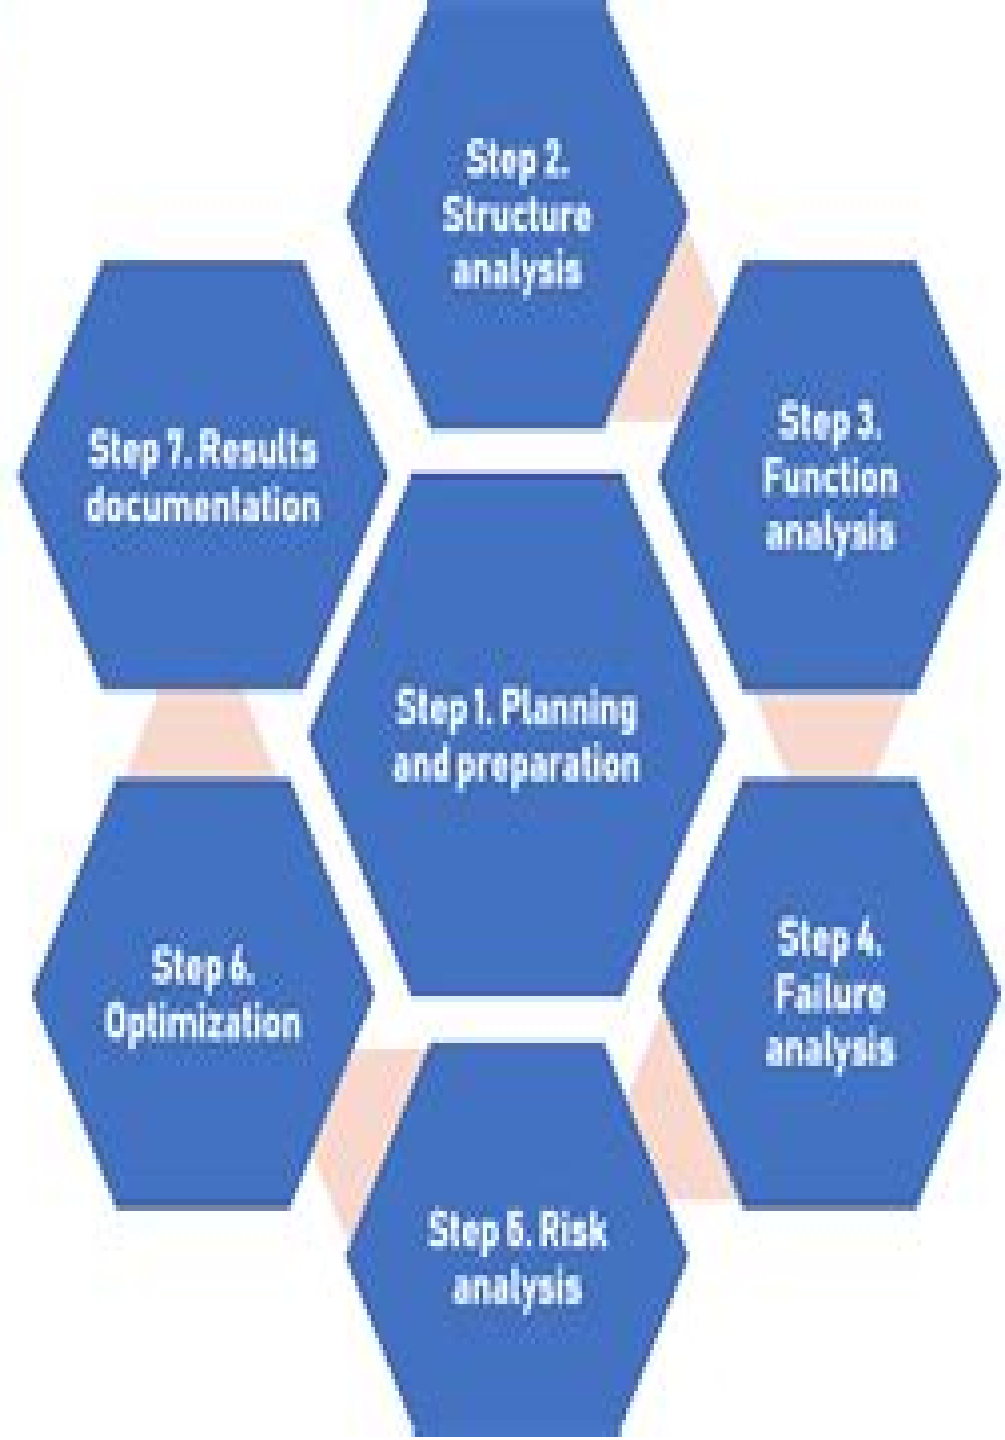 Step 2.
Structure
analysis
Step 7. Results
documentation
Step 3.
Function
analysis
Step 1. Planning
and preparation
Step 6.
Optimization
Step 4.
Failure
analysis
Step 5. Risk
analysis